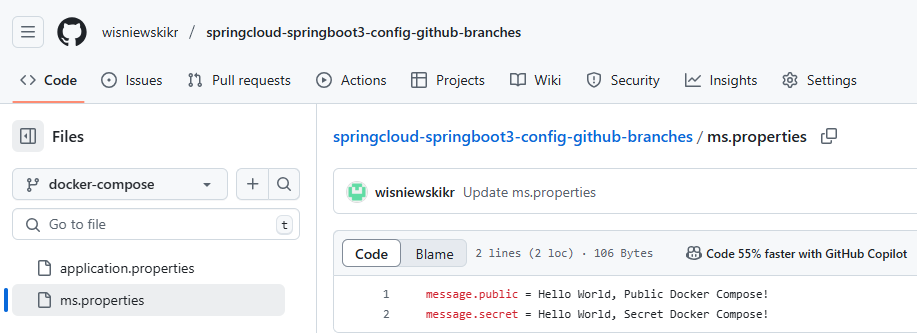 wisniewskikr / springcloud-springboot3-config-github-branches
Code Issues Pull requests Actions Projects Wiki Security Insights Settings
Files
docker-compose
Go to file t
application.properties
ms.properties
springcloud-springboot3-config-github-branches / ms.properties
wisniewskikr Update ms.properties
Code Blame 2 lines (2 loc) · 106 Bytes Code 55% faster with GitHub Copilot
1 message.public = Hello World, Public Docker Compose!
2 message.secret = Hello World, Secret Docker Compose!